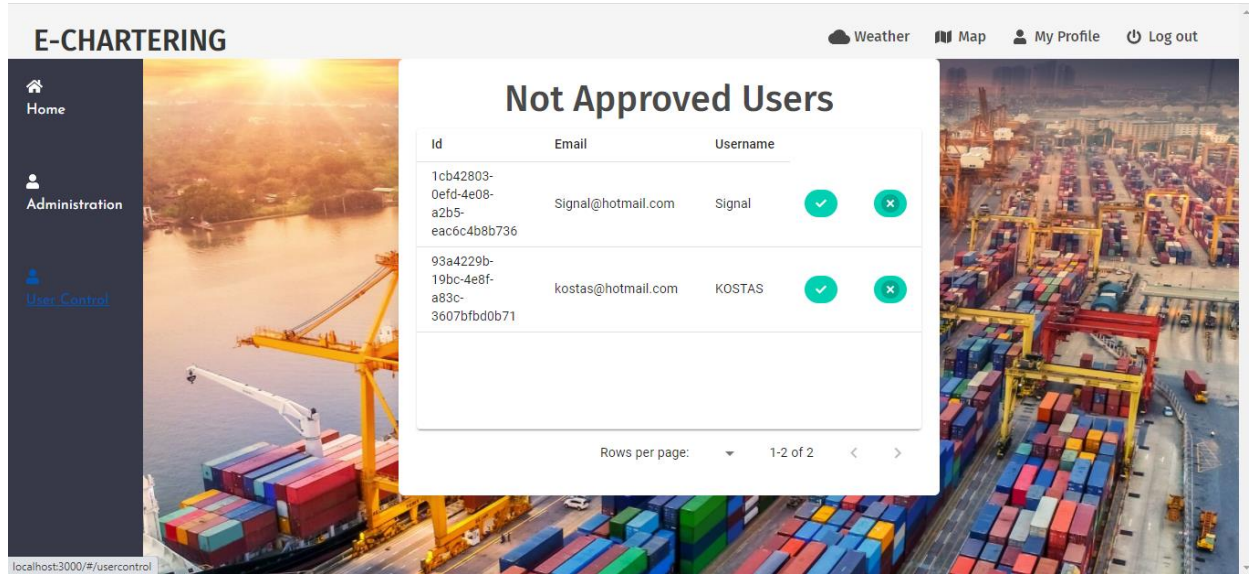 E-CHARTERING
Weather Map My Profile Log out
Home
Administration
User Control
Not Approved Users
Id Email Username
1cb42803-
0efd-4e08-
a2b5-
eac6c4b8b736
Signal@hotmail.com Signal
93a4229b-
19bc-4e8f-
a83c-
3607bfbd0b71
kostas@hotmail.com KOSTAS
Rows per page: 1-2 of 2
localhost:3000/#/usercontrol